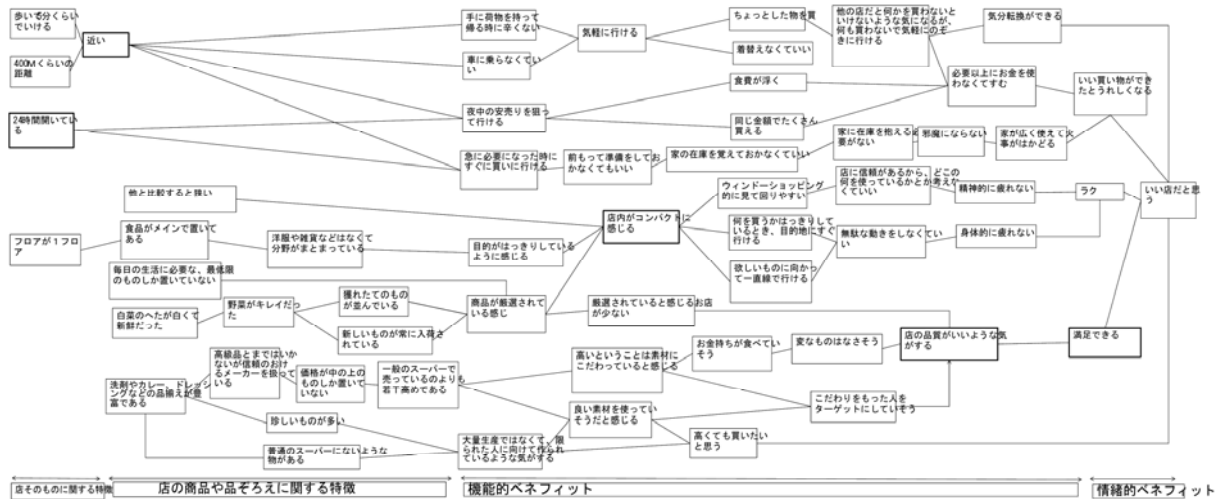 歩いて5分くらい
でいける
400Mくらいの
距離
近い
24時間開いてい
る
手に荷物を持って
帰る時に辛くない
車に乗らなくてい
い
気軽に行ける
ちょっとした物を買
着替えなくていい
他の店だと何かを買わないと
いけないような気になるが、
何も買わないで気軽にのぞ
きに行ける
気分転換ができる
夜中の安売りを狙っ
て行ける
食費が浮く
同じ金額でたくさん
買える
必要以上にお金を使
わなくてすむ
いい買い物ができ
たとうれしくなる
急に必要になった時に
すぐに買いに行ける
前もって準備をしてお
かなくてもいい
家の在庫を覚えておかなくていい
家に在庫を抱える必
要がない
邪魔にならない
家が広く使えて火
事がはかどる
他と比較すると狭い
フロアが1フロ
ア
食品がメインで置いて
ある
洋服や雑貨などはなくて
分野がまとまっている
目的がはっきりしている
ように感じる
店内がコンパクトに
感じる
ウィンドーショッピング
的に見て回りやすい
店に信頼があるから、どこの
何を使っているかとか考えな
くていい
精神的に疲れない
ラク
いい店だと思
う
何を買うかはっきりして
いるとき、目的地にすぐ
行ける
欲しいものに向かっ
て一直線で行ける
無駄な動きをしなくてい
い
身体的に疲れない
毎日の生活に必要な、最低限
のものしか置いていない
白菜のへたが白くて
新鮮だった
野菜がキレイだっ
た
獲れたてのもの
が並んでいる
新しいものが常に入荷さ
れている
商品が厳選されて
いる感じ
厳選されていると感じるお店
が少ない
店の品質がいいような気
がする
満足できる
洗剤やカレー、ドレッシ
ングなどの品揃えが豊
富である
高級品とまではいか
ないが信頼のおけ
るメーカーを扱って
いる
価格が中の上の
ものしか置いて
いない
一般のスーパーで
売っているのよりも
若干高めである
高いということは素材に
こだわっていると感じる
お金持ちが食べてい
そう
変なものはなさそう
珍しいものが多い
普通のスーパーにないような
物がある
大量生産ではなくて、限
られた人に向けて作られ
ているような気がする
良い素材を使ってい
そうだと感じる
高くても買いたい
と思う
こだわりをもった人を
ターゲットにしていそう
店そのものに関する特徴
店の商品や品ぞろえに関する特徴
機能的ベネフィット
情緒的ベネフィット